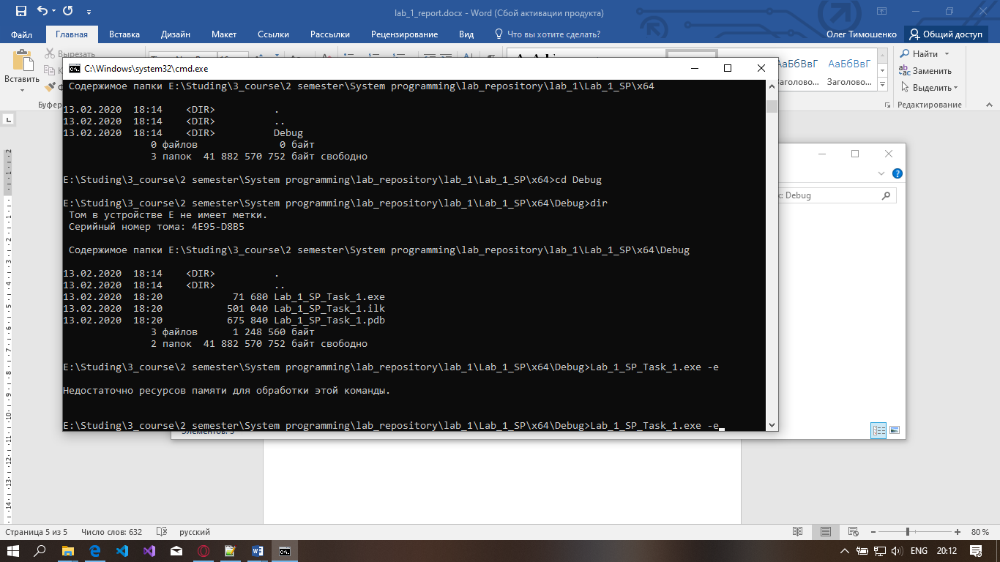 lab_1_report.docx - Word (Сбой активации продукта)
Файл Главная Вставка Дизайн Макет Ссылки Рассылки Рецензирование Вид Что вы хотите сделать? Олег Тимошенко Общий доступ
Вырезать
Вставить
Буфер
АаБбВвГ АаБбВвГ
Заголово... Заголово...
Найти
Заменить
Выделить
Редактирование
C:\Windows\system32\cmd.exe
Содержимое папки E:\Studing\3_course\2 semester\System programming\lab_repository\lab_1\Lab_1_SP\x64
13.02.2020  18:14    <DIR>          .
13.02.2020  18:14    <DIR>          ..
13.02.2020  18:14    <DIR>          Debug
0 файлов              0 байт
3 папок  41 882 570 752 байт свободно
E:\Studing\3_course\2 semester\System programming\lab_repository\lab_1\Lab_1_SP\x64>cd Debug
E:\Studing\3_course\2 semester\System programming\lab_repository\lab_1\Lab_1_SP\x64\Debug>dir
Том в устройстве E не имеет метки.
Серийный номер тома: 4E95-D8B5
Содержимое папки E:\Studing\3_course\2 semester\System programming\lab_repository\lab_1\Lab_1_SP\x64\Debug
13.02.2020  18:14    <DIR>          .
13.02.2020  18:14    <DIR>          ..
13.02.2020  18:20            71 680 Lab_1_SP_Task_1.exe
13.02.2020  18:20           501 040 Lab_1_SP_Task_1.ilk
13.02.2020  18:20           675 840 Lab_1_SP_Task_1.pdb
3 файлов      1 248 560 байт
2 папок  41 882 570 752 байт свободно
E:\Studing\3_course\2 semester\System programming\lab_repository\lab_1\Lab_1_SP\x64\Debug>Lab_1_SP_Task_1.exe -e
Недостаточно ресурсов памяти для обработки этой команды.
E:\Studing\3_course\2 semester\System programming\lab_repository\lab_1\Lab_1_SP\x64\Debug>Lab_1_SP_Task_1.exe -e
с: Debug
Страница 5 из 5 Число слов: 632 русский 80 %
ENG 20:12